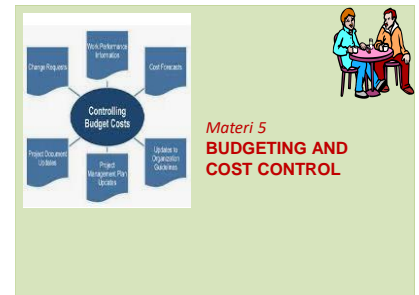 Work Performance
Information
Change Requests
Cost Forecasts
Controlling
Budget Costs
Project Document
Updates
Project
Management Plan
Updates
Updates to
Organization
Guidelines
Materi 5
BUDGETING AND
COST CONTROL